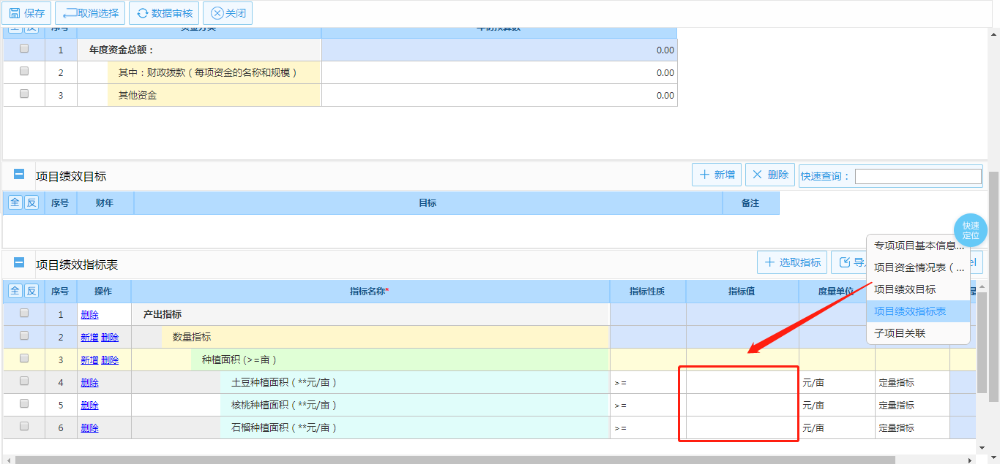 保存 取消选择 数据审核 关闭
全 反 序号 资金分类 年初预算数
1 年度资金总额： 0.00
2 其中：财政拨款（每项资金的名称和规模） 0.00
3 其他资金 0.00
项目绩效目标 新增 删除 快速查询：
全 反 序号 财年 目标 备注
快速
定位
专项项目基本信息...
项目资金情况表（...
项目绩效目标
项目绩效指标表
子项目关联
项目绩效指标表 选取指标 导 el
全 反 序号 操作 指标名称* 指标性质 指标值 度量单位
1 删除 产出指标
2 新增 删除 数量指标
3 新增 删除 种植面积 (>=亩）
4 删除 土豆种植面积（**元/亩） >= 元/亩 定量指标
5 删除 核桃种植面积（**元/亩） >= 元/亩 定量指标
6 删除 石榴种植面积（**元/亩） >= 元/亩 定量指标